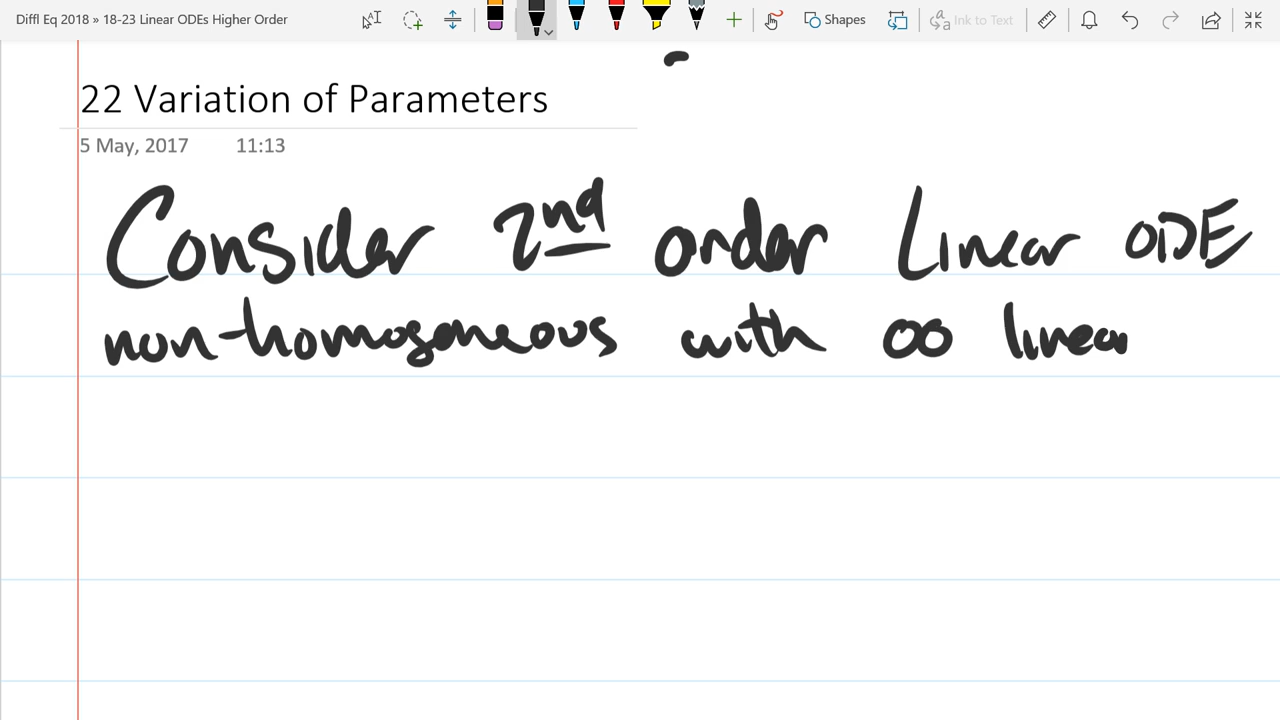 Diffl Eq 2018 » 18-23 Linear ODEs Higher Order
Shapes
Ink to Text
22 Variation of Parameters
5 May, 2017 11:13
Consider 2nd order Linear ODE
non-homogeneous with ∞ linear